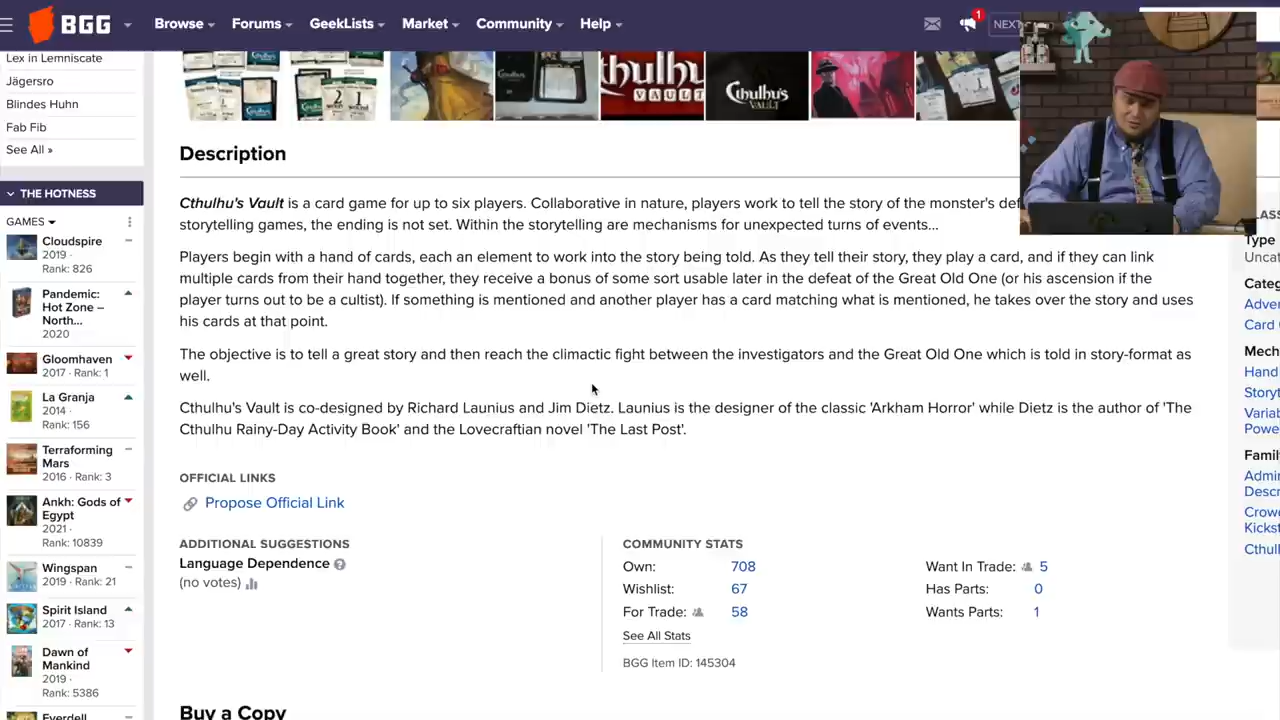 BGG
Browse
Forums
GeekLists
Market
Community
Help
1
NEXT
Lex in Lemniscate
Jägersro
Blindes Huhn
Fab Fib
See All »
THE HOTNESS
GAMES
Cloudspire
2019 ·
Rank: 826
Pandemic:
Hot Zone –
North...
2020
Gloomhaven
2017 · Rank: 1
La Granja
2014 ·
Rank: 156
Terraforming
Mars
2016 · Rank: 3
Ankh: Gods of
Egypt
2021 ·
Rank: 10839
Wingspan
2019 · Rank: 21
Spirit Island
2017 · Rank: 13
Dawn of
Mankind
2019 ·
Rank: 5386
Everdell
thulhu
VAULT
Cthulhu's
VAULT
Description
Cthulhu's Vault is a card game for up to six players. Collaborative in nature, players work to tell the story of the monster's def
storytelling games, the ending is not set. Within the storytelling are mechanisms for unexpected turns of events...
Players begin with a hand of cards, each an element to work into the story being told. As they tell their story, they play a card, and if they can link
multiple cards from their hand together, they receive a bonus of some sort usable later in the defeat of the Great Old One (or his ascension if the
player turns out to be a cultist). If something is mentioned and another player has a card matching what is mentioned, he takes over the story and uses
his cards at that point.
The objective is to tell a great story and then reach the climactic fight between the investigators and the Great Old One which is told in story-format as
well.
Cthulhu's Vault is co-designed by Richard Launius and Jim Dietz. Launius is the designer of the classic 'Arkham Horror' while Dietz is the author of 'The
Cthulhu Rainy-Day Activity Book' and the Lovecraftian novel 'The Last Post'.
OFFICIAL LINKS
Propose Official Link
ADDITIONAL SUGGESTIONS
Language Dependence
(no votes)
COMMUNITY STATS
Own: 708
Wishlist: 67
For Trade: 58
See All Stats
BGG Item ID: 145304
Want In Trade: 5
Has Parts: 0
Wants Parts: 1
Buy a Copy
Type
Uncat
Categ
Adver
Card
Mech
Hand
Storyt
Variab
Powe
Famil
Admi
Descr
Crow
Kickst
Cthul